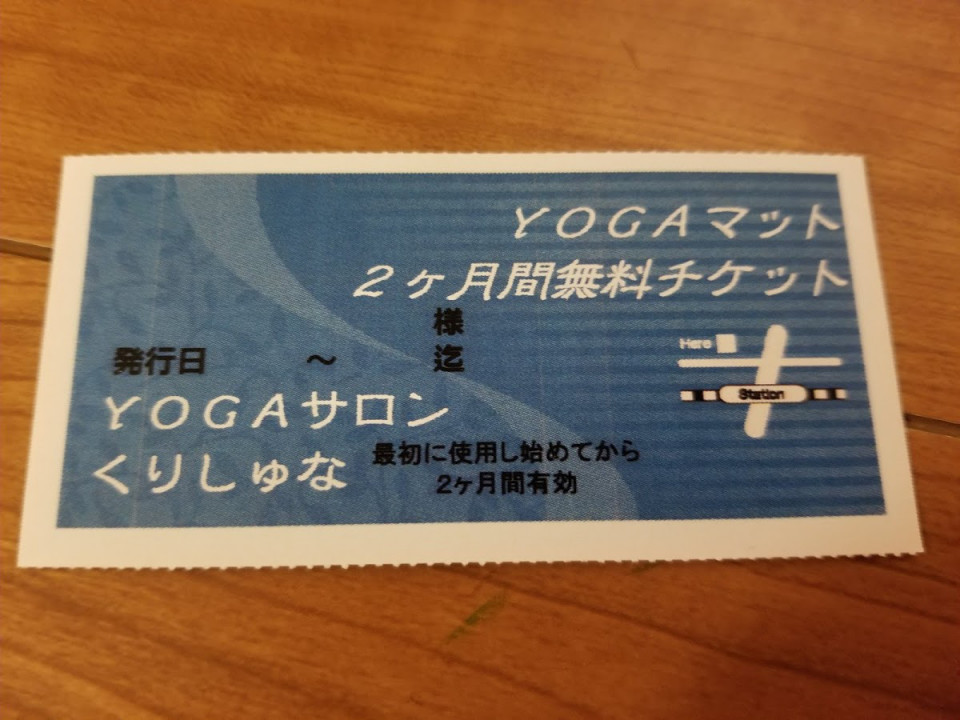 YOGAマット
2ヶ月間無料チケット
様
発行日 ～ 迄
YOGAサロン
くりしゅな
最初に使用し始めてから
2ヶ月間有効
Here
Station